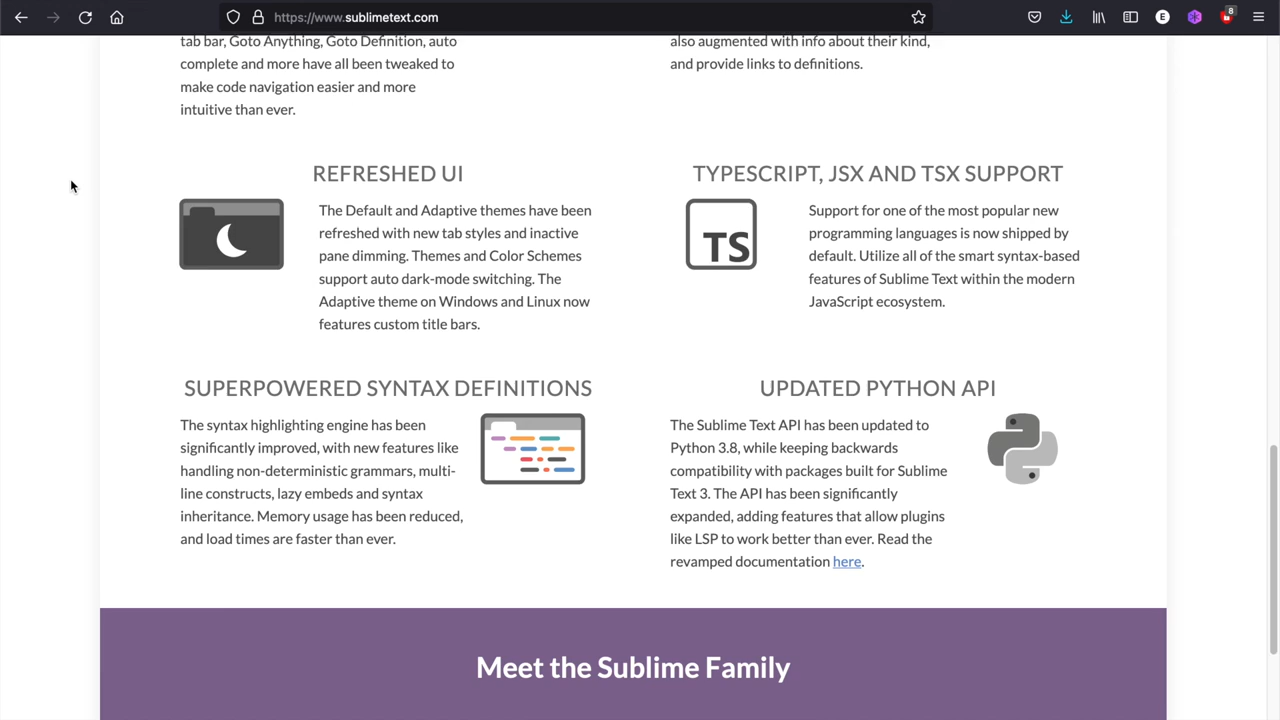 https://www.sublimetext.com
E
8
tab bar, Goto Anything, Goto Definition, auto
complete and more have all been tweaked to
make code navigation easier and more
intuitive than ever.
also augmented with info about their kind,
and provide links to definitions.
REFRESHED UI
The Default and Adaptive themes have been
refreshed with new tab styles and inactive
pane dimming. Themes and Color Schemes
support auto dark-mode switching. The
Adaptive theme on Windows and Linux now
features custom title bars.
TYPESCRIPT, JSX AND TSX SUPPORT
TS
Support for one of the most popular new
programming languages is now shipped by
default. Utilize all of the smart syntax-based
features of Sublime Text within the modern
JavaScript ecosystem.
SUPERPOWERED SYNTAX DEFINITIONS
The syntax highlighting engine has been
significantly improved, with new features like
handling non-deterministic grammars, multi-
line constructs, lazy embeds and syntax
inheritance. Memory usage has been reduced,
and load times are faster than ever.
UPDATED PYTHON API
The Sublime Text API has been updated to
Python 3.8, while keeping backwards
compatibility with packages built for Sublime
Text 3. The API has been significantly
expanded, adding features that allow plugins
like LSP to work better than ever. Read the
revamped documentation here.
Meet the Sublime Family